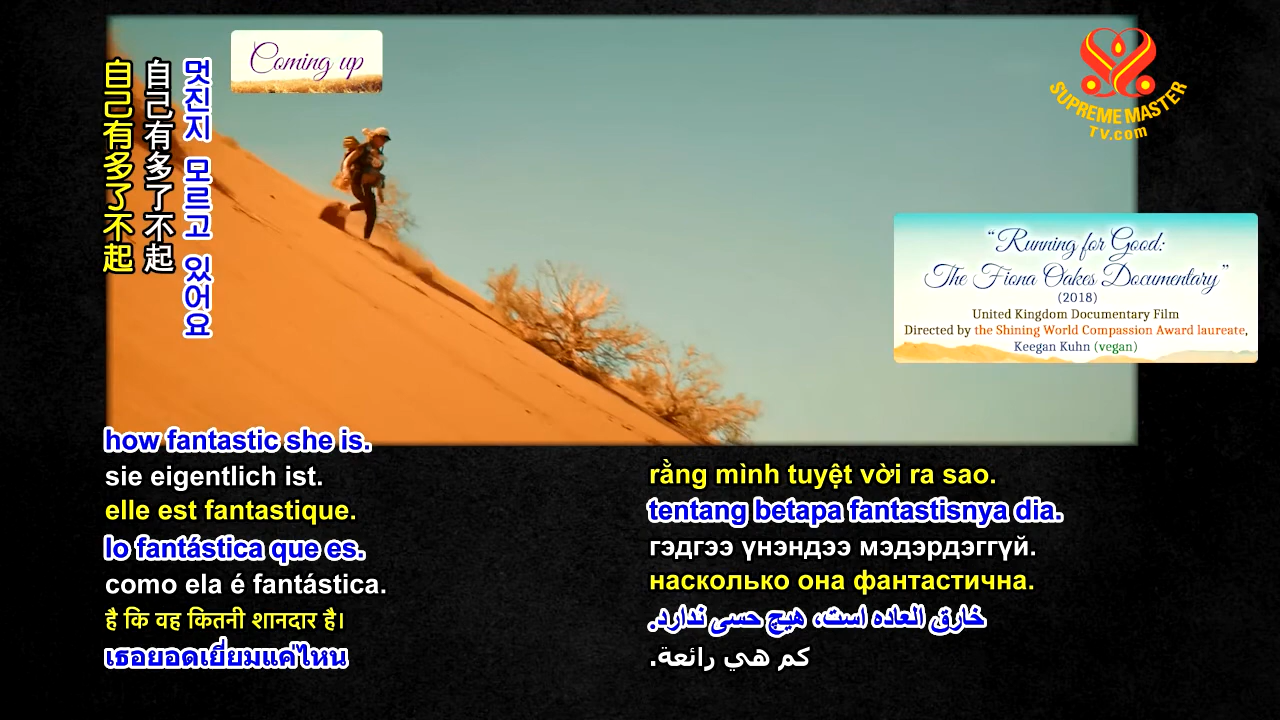 Coming up
SUPREME MASTER
TV.com
멋진지 모르고 있어요
自己有多了不起
自己有多了不起
“Running for Good:
The Fiona Oakes Documentary”
(2018)
United Kingdom Documentary Film
Directed by the Shining World Compassion Award laureate,
Keegan Kuhn (vegan)
how fantastic she is.
sie eigentlich ist.
elle est fantastique.
lo fantástica que es.
como ela é fantástica.
है कि वह कितनी शानदार है।
เธอยอดเยี่ยมแค่ไหน
rằng mình tuyệt vời ra sao.
tentang betapa fantastisnya dia.
гэдгээ үнэндээ мэдэрдэггүй.
насколько она фантастична.
خارق العاده است، هیچ حسی ندارد.
كم هي رائعة.